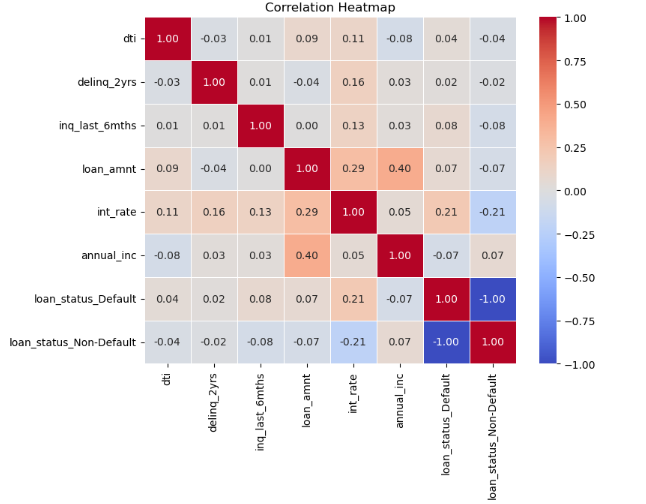 Correlation Heatmap
dti 1.00 -0.03 0.01 0.09 0.11 -0.08 0.04 -0.04
delinq_2yrs -0.03 1.00 0.01 -0.04 0.16 0.03 0.02 -0.02
inq_last_6mths 0.01 0.01 1.00 0.00 0.13 0.03 0.08 -0.08
loan_amnt 0.09 -0.04 0.00 1.00 0.29 0.40 0.07 -0.07
int_rate 0.11 0.16 0.13 0.29 1.00 0.05 0.21 -0.21
annual_inc -0.08 0.03 0.03 0.40 0.05 1.00 -0.07 0.07
loan_status_Default 0.04 0.02 0.08 0.07 0.21 -0.07 1.00 -1.00
loan_status_Non-Default -0.04 -0.02 -0.08 -0.07 -0.21 0.07 -1.00 1.00
dti
delinq_2yrs
inq_last_6mths
loan_amnt
int_rate
annual_inc
loan_status_Default
loan_status_Non-Default
1.00
0.75
0.50
0.25
0.00
−0.25
−0.50
−0.75
−1.00